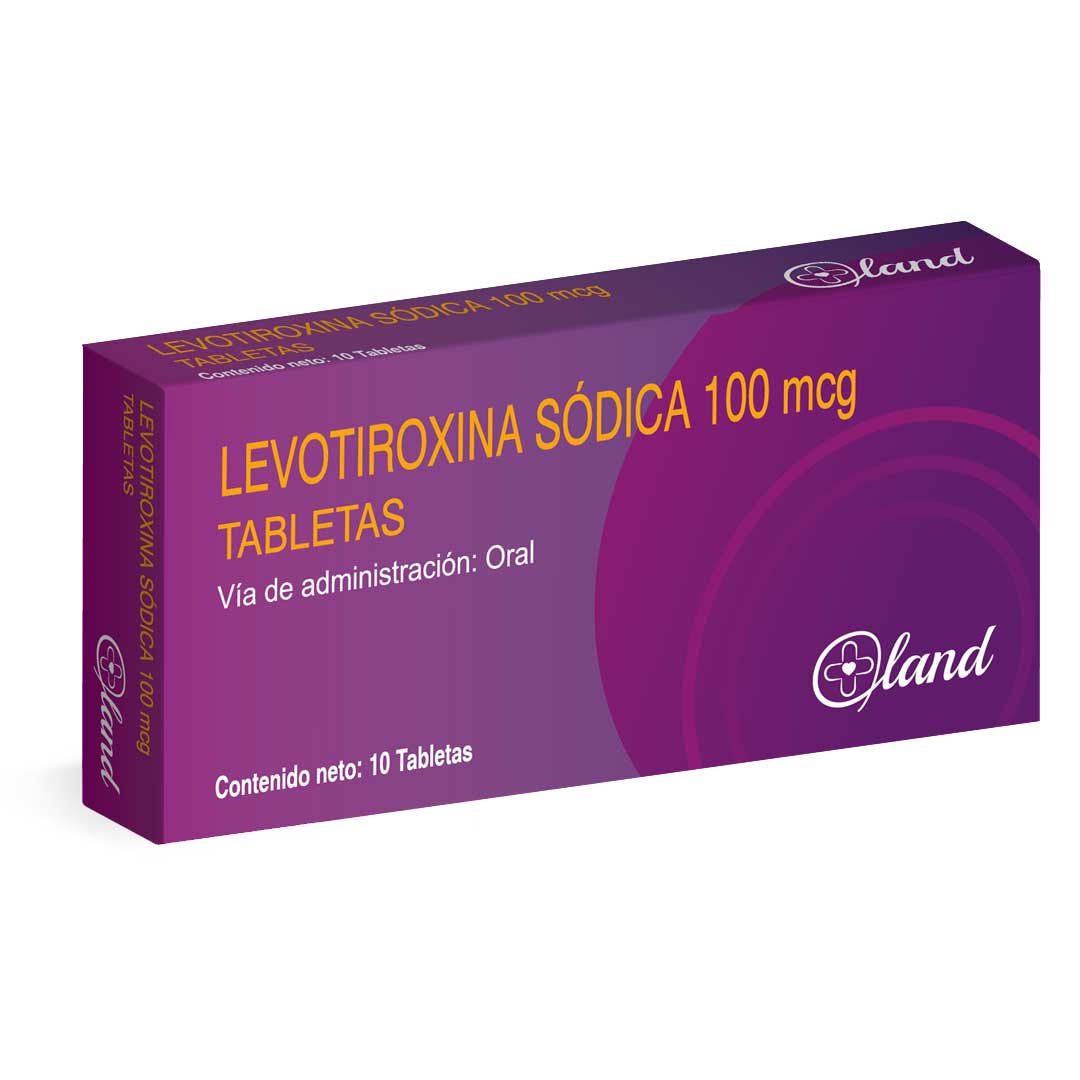 LEVOTIROXINA SÓDICA 100 mcg
TABLETAS
Contenido neto: 10 Tabletas
land
LEVOTIROXINA SÓDICA 100 mcg
TABLETAS
Vía de administración: Oral
Contenido neto: 10 Tabletas
land
LEVOTIROXINA SÓDICA 100 mcg
TABLETAS
land